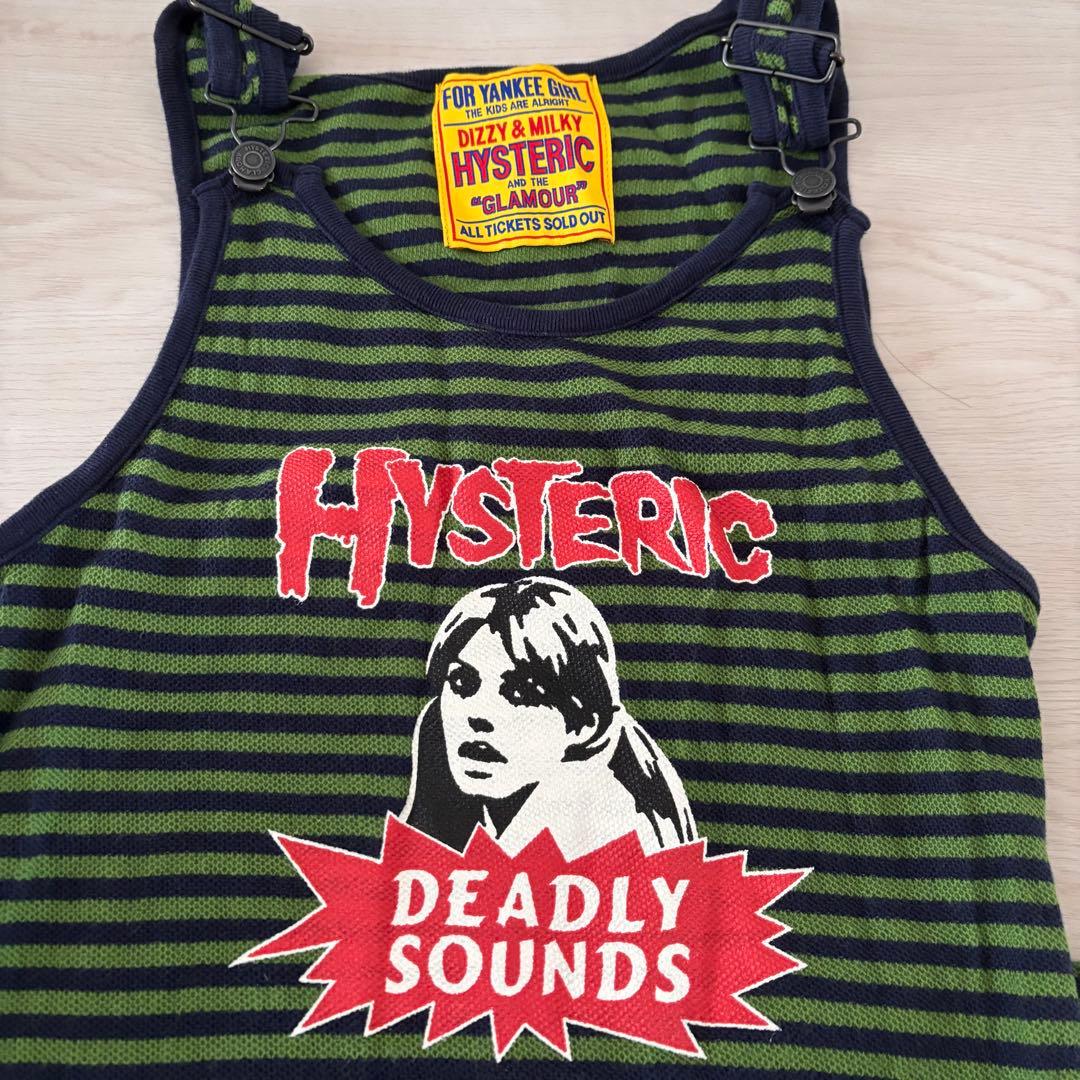 FOR YANKEE GIRL
THE KIDS ARE ALRIGHT
DIZZY & MILKY
HYSTERIC
AND THE
“GLAMOUR”
ALL TICKETS SOLD OUT
HYSTERIC
DEADLY
SOUNDS